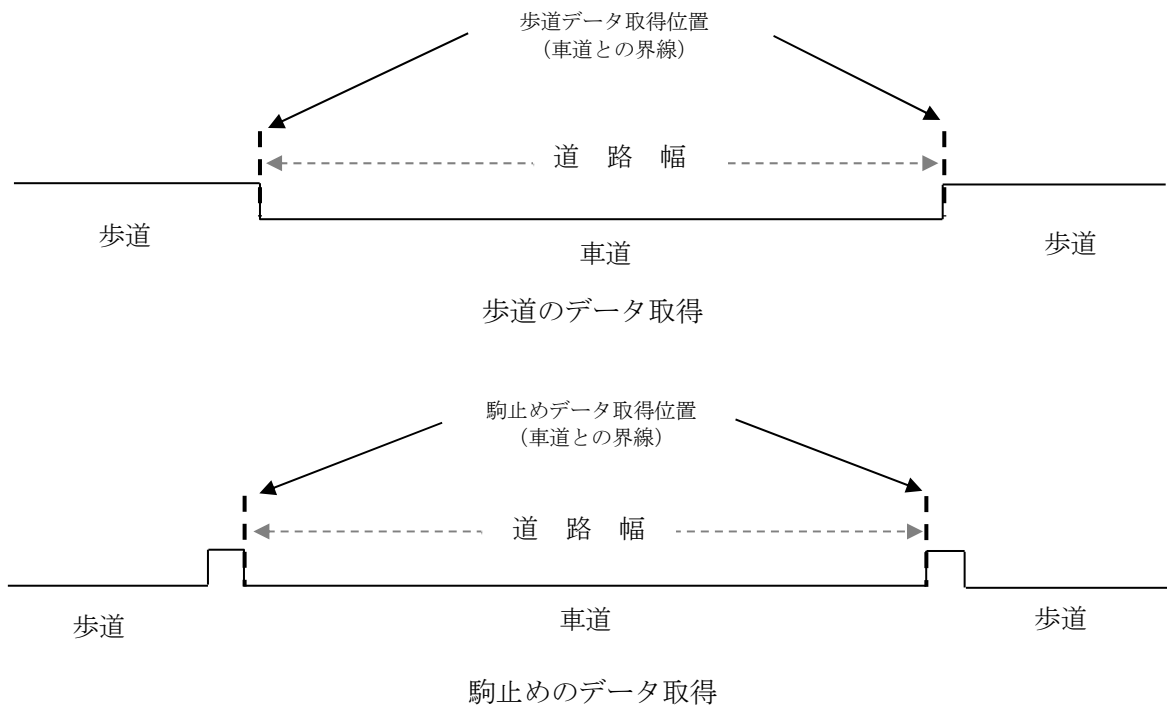 歩道データ取得位置
（車道との界線）
道　路　幅
歩道
車道
歩道
歩道のデータ取得
駒止めデータ取得位置
（車道との界線）
道　路　幅
歩道
車道
歩道
駒止めのデータ取得